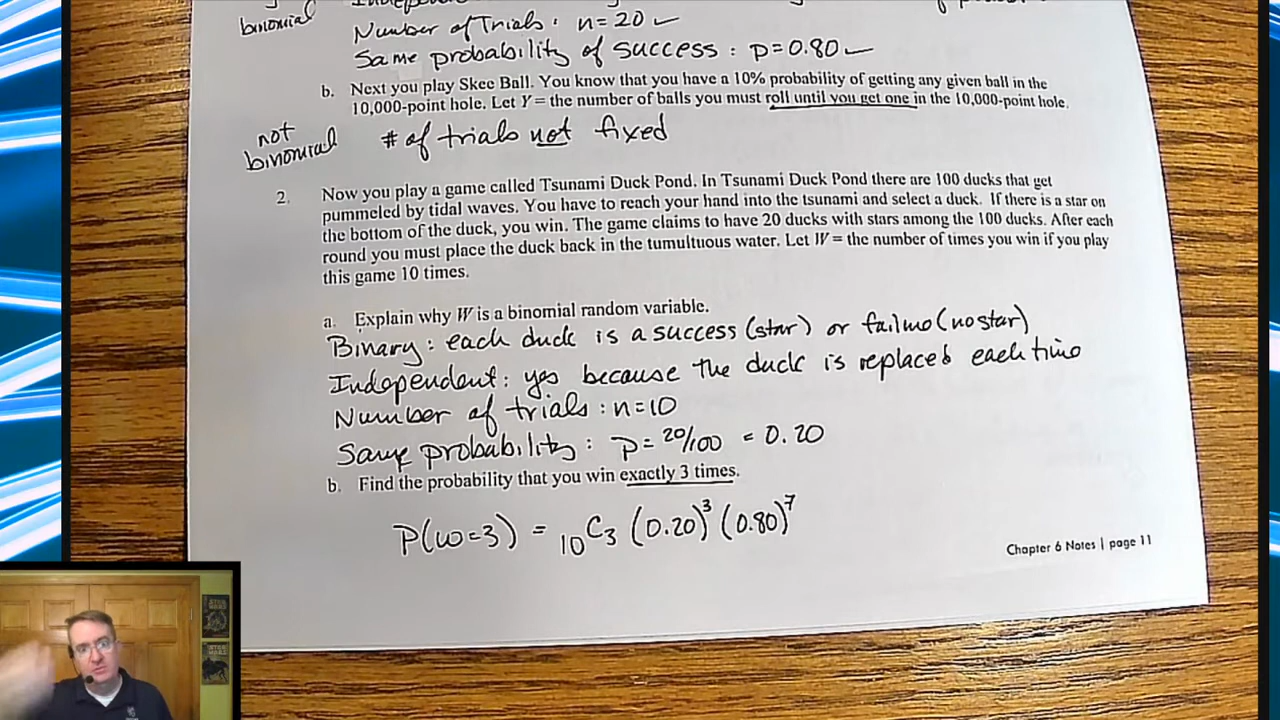 binomial
Number of Trials: n=20 ✓
Same probability of success: p=0.80 ✓
b. Next you play Skee Ball. You know that you have a 10% probability of getting any given ball in the
10,000-point hole. Let Y = the number of balls you must roll until you get one in the 10,000-point hole.
not
binomial
# of trials not fixed
2. Now you play a game called Tsunami Duck Pond. In Tsunami Duck Pond there are 100 ducks that get
pummeled by tidal waves. You have to reach your hand into the tsunami and select a duck. If there is a star on
the bottom of the duck, you win. The game claims to have 20 ducks with stars among the 100 ducks. After each
round you must place the duck back in the tumultuous water. Let W = the number of times you win if you play
this game 10 times.
a. Explain why W is a binomial random variable.
Binary: each duck is a success (star) or failure (no star)
Independent: yes because the duck is replaced each time
Number of trials: n=10
Same probability: p= 20/100 = 0.20
b. Find the probability that you win exactly 3 times.
P(W=3) = ₁₀C₃ (0.20)³ (0.80)⁷
Chapter 6 Notes | page 11
STAR WARS
STAR WARS